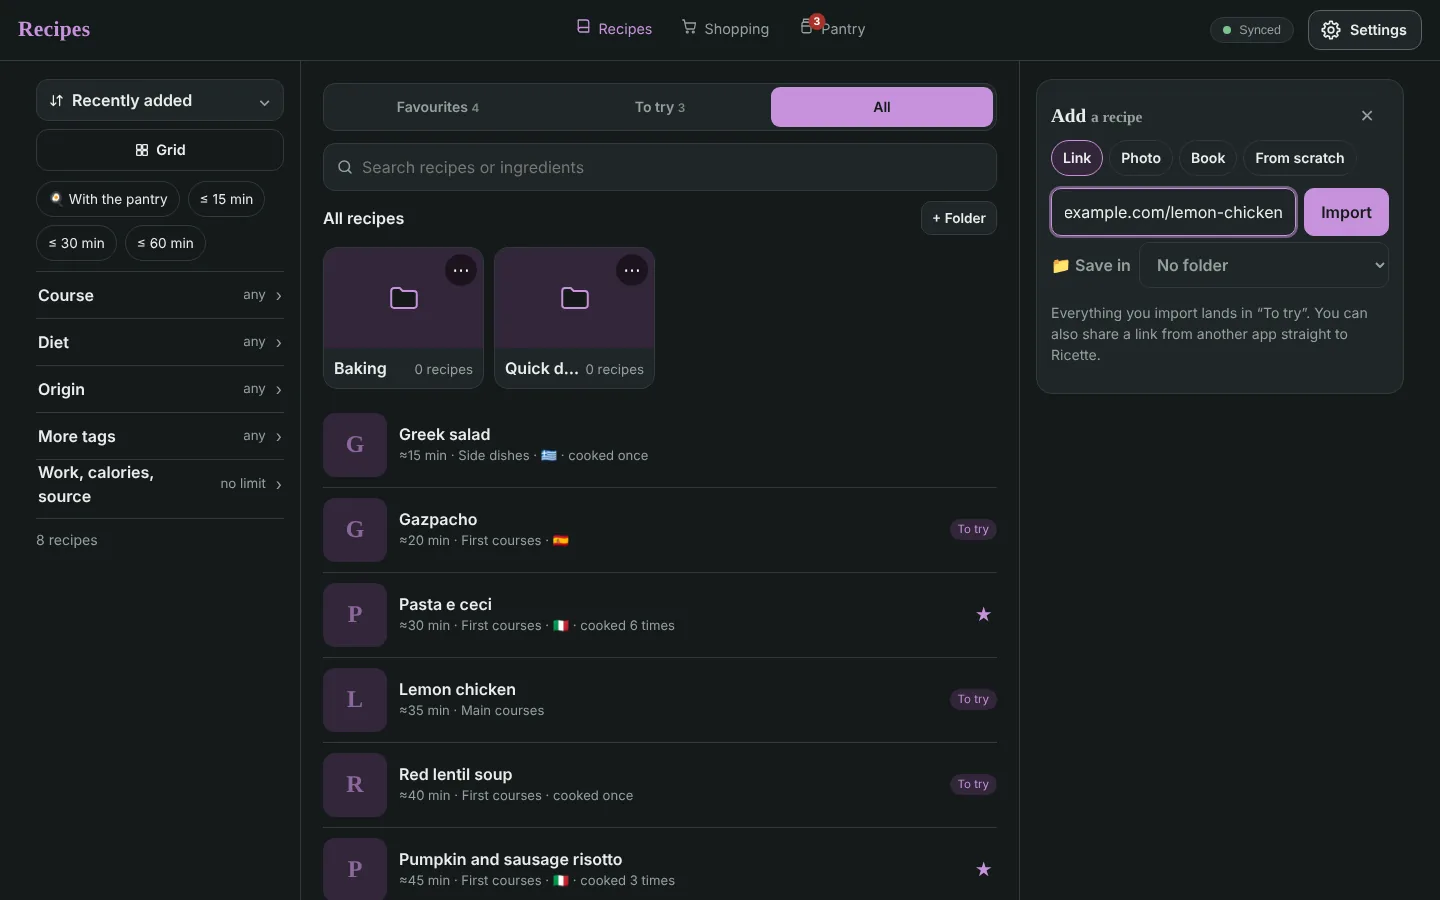 Recipes
Recipes
Shopping
3
Pantry
Synced
Settings
Recently added
Grid
With the pantry
≤ 15 min
≤ 30 min
≤ 60 min
Course any
Diet any
Origin any
More tags any
Work, calories,
source no limit
8 recipes
Favourites 4
To try 3
All
Search recipes or ingredients
All recipes
+ Folder
Baking 0 recipes
Quick d... 0 recipes
G
Greek salad
≈15 min · Side dishes · 🇬🇷 · cooked once
G
Gazpacho
≈20 min · First courses · 🇪🇸
To try
P
Pasta e ceci
≈30 min · First courses · 🇮🇹 · cooked 6 times
L
Lemon chicken
≈35 min · Main courses
To try
R
Red lentil soup
≈40 min · First courses · cooked once
To try
P
Pumpkin and sausage risotto
≈45 min · First courses · 🇮🇹 · cooked 3 times
Add a recipe
Link
Photo
Book
From scratch
example.com/lemon-chicken
Import
Save in
No folder
Everything you import lands in “To try”. You can
also share a link from another app straight to
Ricette.